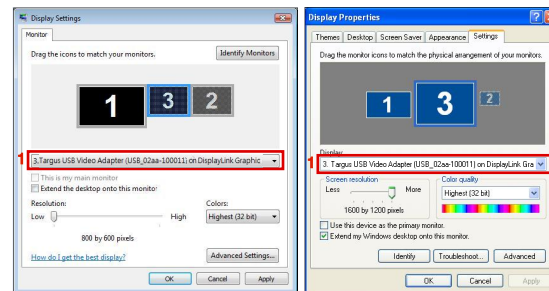 Display Settings
Monitor
Drag the icons to match your monitors.
Identify Monitors
1
3
2
1
3.Targus USB Video Adapter (USB_02aa-100011) on DisplayLink Graphic
This is my main monitor
Extend the desktop onto this monitor
Resolution:
Low
High
Colors:
Highest (32 bit)
800 by 600 pixels
How do I get the best display?
Advanced Settings...
OK
Cancel
Apply
Display Properties
Themes
Desktop
Screen Saver
Appearance
Settings
Drag the monitor icons to match the physical arrangement of your monitors.
1
3
2
Display:
1
3. Targus USB Video Adapter (USB_02aa-100011) on DisplayLink Gra
Screen resolution
Less
More
1600 by 1200 pixels
Color quality
Highest (32 bit)
Use this device as the primary monitor.
Extend my Windows desktop onto this monitor.
Identify
Troubleshoot...
Advanced
OK
Cancel
Apply